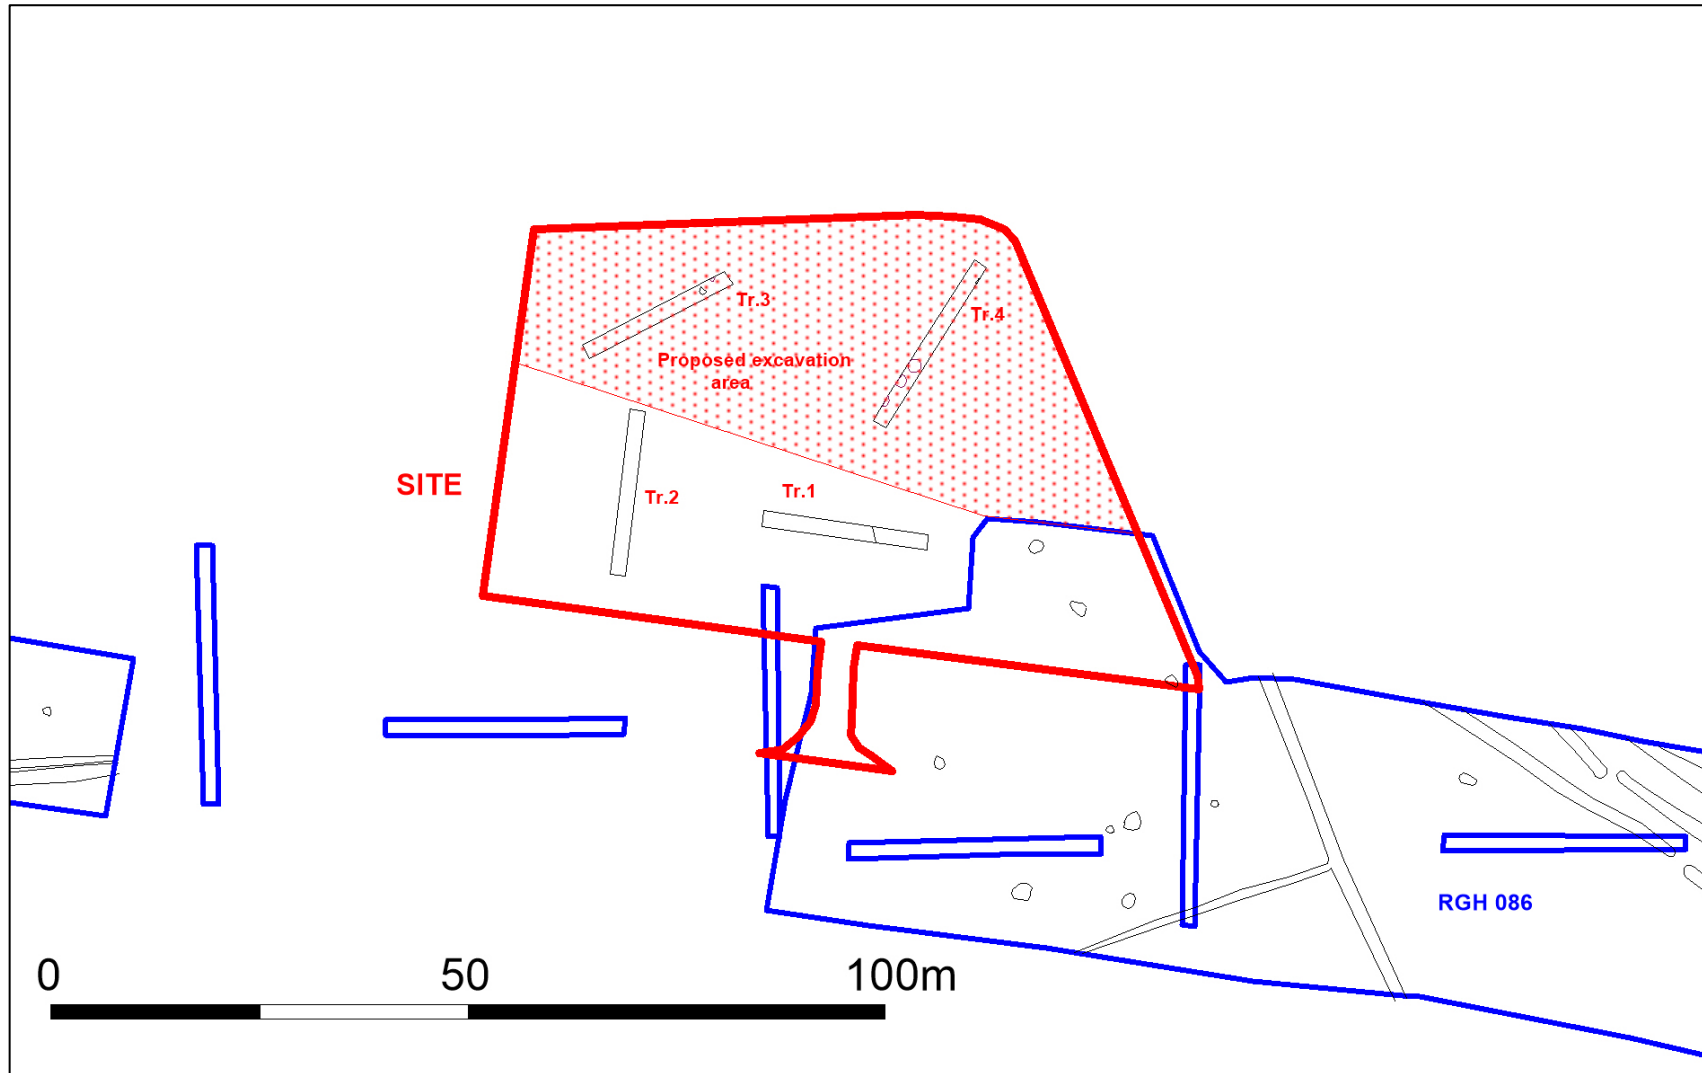 Tr.3
Tr.4
Proposed excavation
area
SITE
Tr.2
Tr.1
RGH 086
0 50 100m